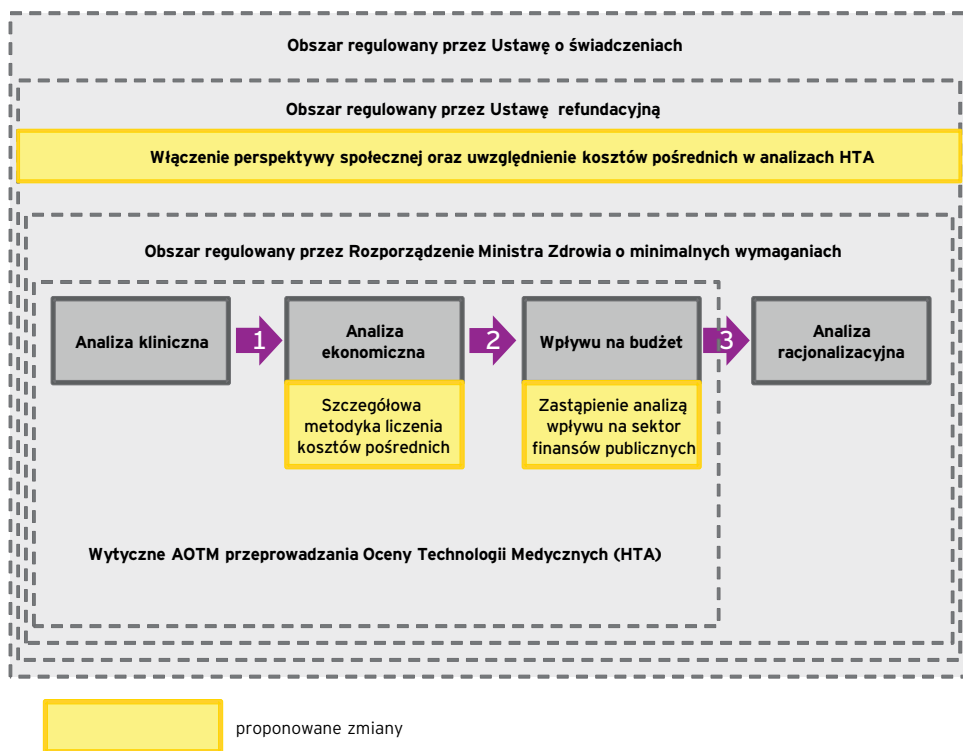 Obszar regulowany przez Ustawę o świadczeniach
Obszar regulowany przez Ustawę refundacyjną
Włączenie perspektywy społecznej oraz uwzględnienie kosztów pośrednich w analizach HTA
Obszar regulowany przez Rozporządzenie Ministra Zdrowia o minimalnych wymaganiach
Analiza kliniczna
1
Analiza
ekonomiczna
2
Wpływu na budżet
3
Analiza
racjonalizacyjna
Szczegółowa
metodyka liczenia
kosztów pośrednich
Zastąpienie analizą
wpływu na sektor
finansów publicznych
Wytyczne AOTM przeprowadzania Oceny Technologii Medycznych (HTA)
proponowane zmiany